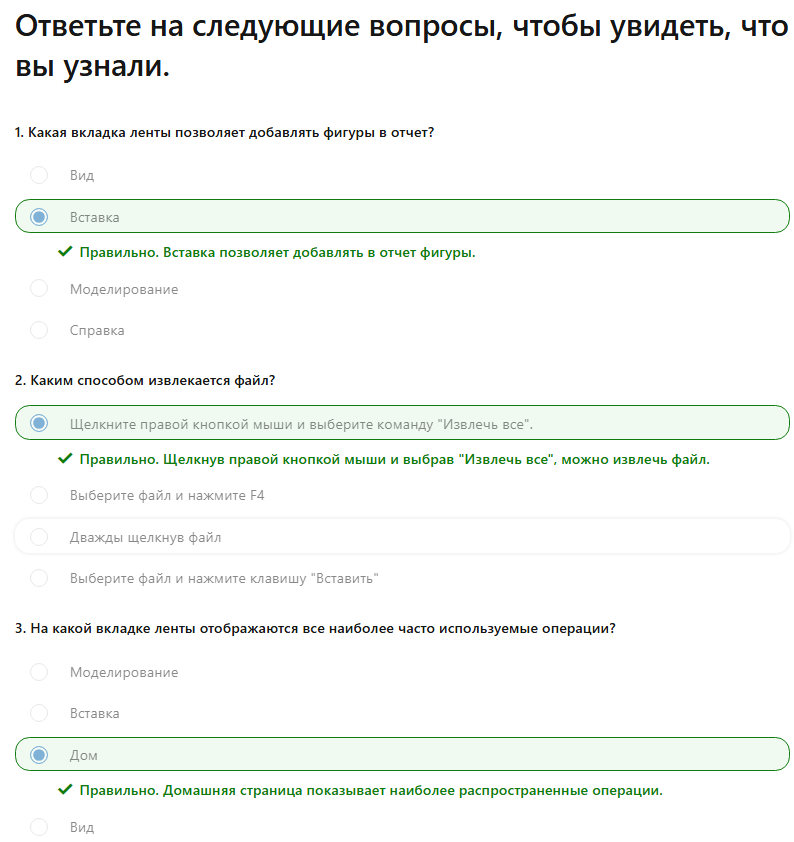 Ответьте на следующие вопросы, чтобы увидеть, что
вы узнали.
1. Какая вкладка ленты позволяет добавлять фигуры в отчет?
Вид
Вставка
Правильно. Вставка позволяет добавлять в отчет фигуры.
Моделирование
Справка
2. Каким способом извлекается файл?
Щелкните правой кнопкой мыши и выберите команду "Извлечь все".
Правильно. Щелкнув правой кнопкой мыши и выбрав "Извлечь все", можно извлечь файл.
Выберите файл и нажмите F4
Дважды щелкнув файл
Выберите файл и нажмите клавишу "Вставить"
3. На какой вкладке ленты отображаются все наиболее часто используемые операции?
Моделирование
Вставка
Дом
Правильно. Домашняя страница показывает наиболее распространенные операции.
Вид